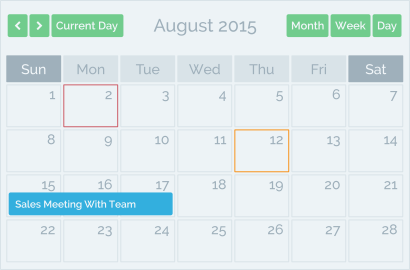 Current Day August 2015 Month Week Day
Sun Mon Tue Wed Thu Fri Sat
1 2 3 4 5 6 7
8 9 10 11 12 13 14
15 16 17 18 19 20 21
Sales Meeting With Team
22 23 24 25 26 27 28